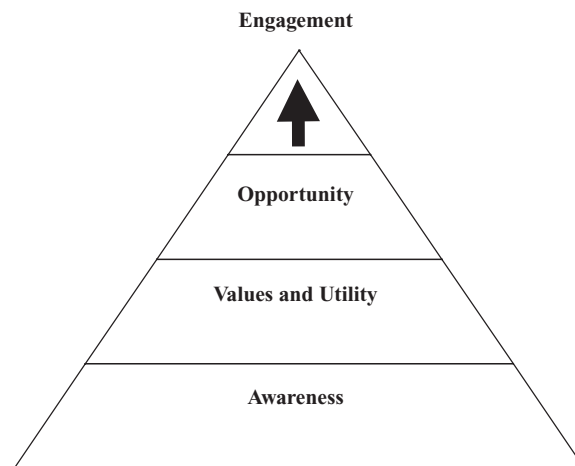 Engagement
Opportunity
Values and Utility
Awareness